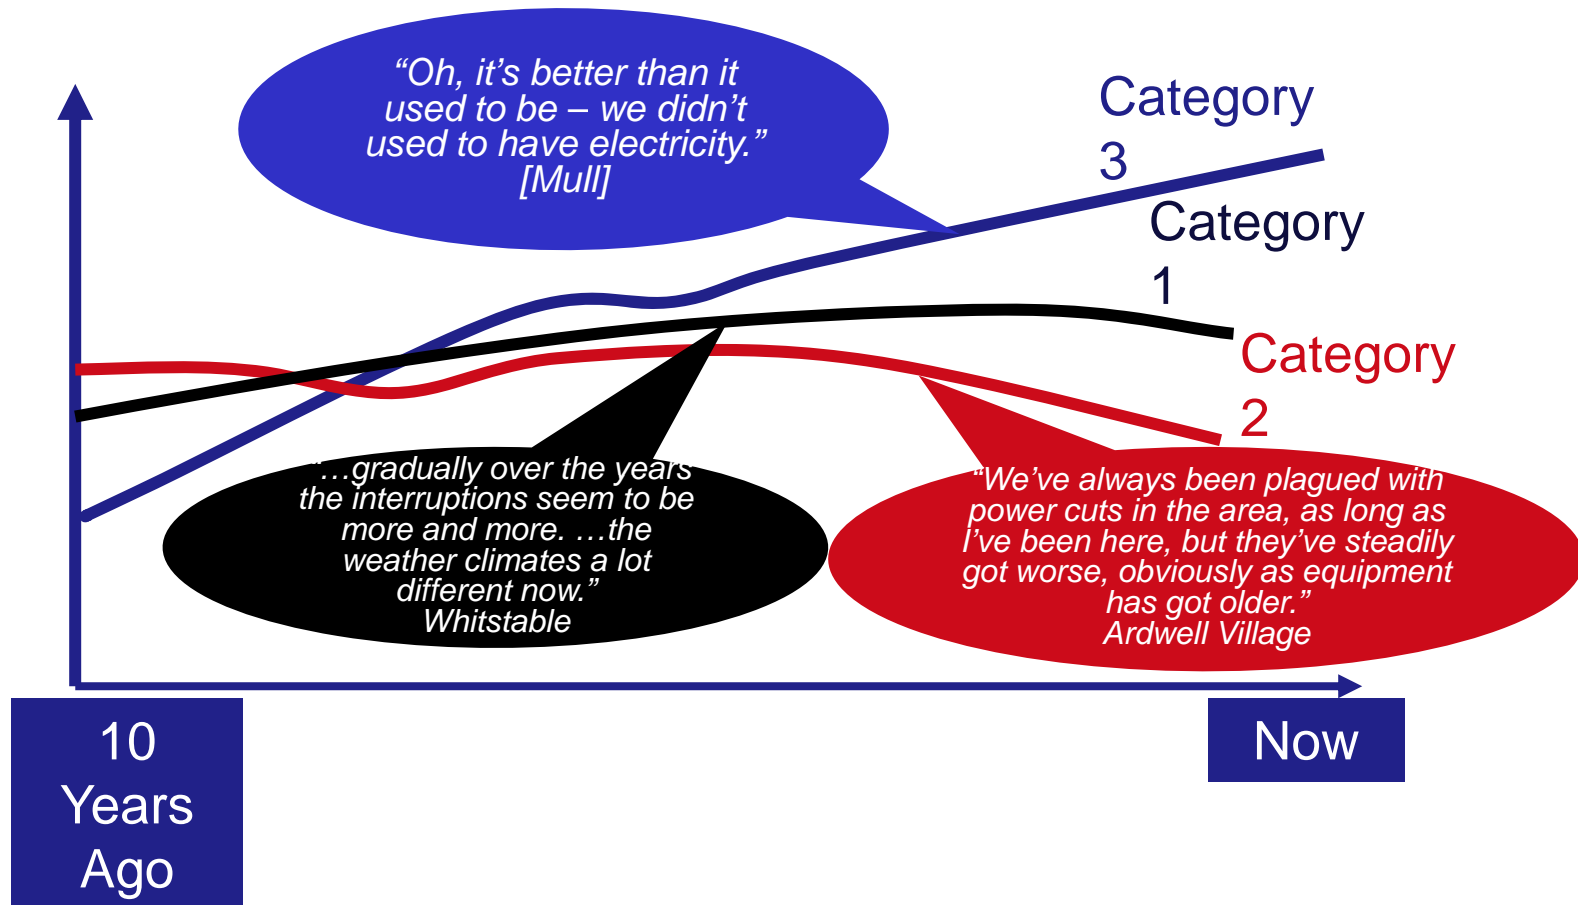 “Oh, it’s better than it
used to be – we didn’t
used to have electricity.”
[Mull]
Category
3
Category
1
Category
2
“…gradually over the years
the interruptions seem to be
more and more. …the
weather climates a lot
different now.”
Whitstable
“We’ve always been plagued with
power cuts in the area, as long as
I’ve been here, but they’ve steadily
got worse, obviously as equipment
has got older.”
Ardwell Village
10
Years
Ago
Now